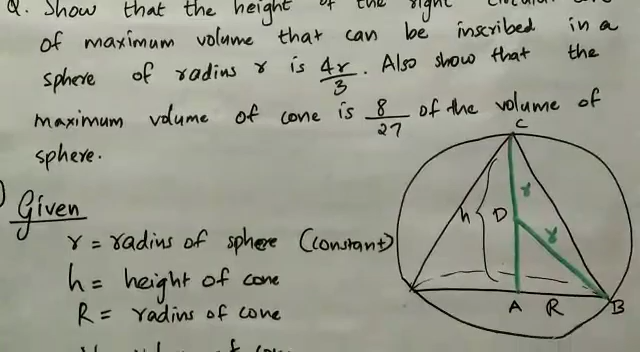 Q. Show that the height of the right
of maximum volume that can be inscribed in a
sphere of radius r is 4r/3. Also show that the
maximum volume of cone is 8/27 of the volume of
sphere.
Given
r = radius of sphere (constant)
h = height of cone
R = radius of cone
C
r
h
D
r
A
R
B